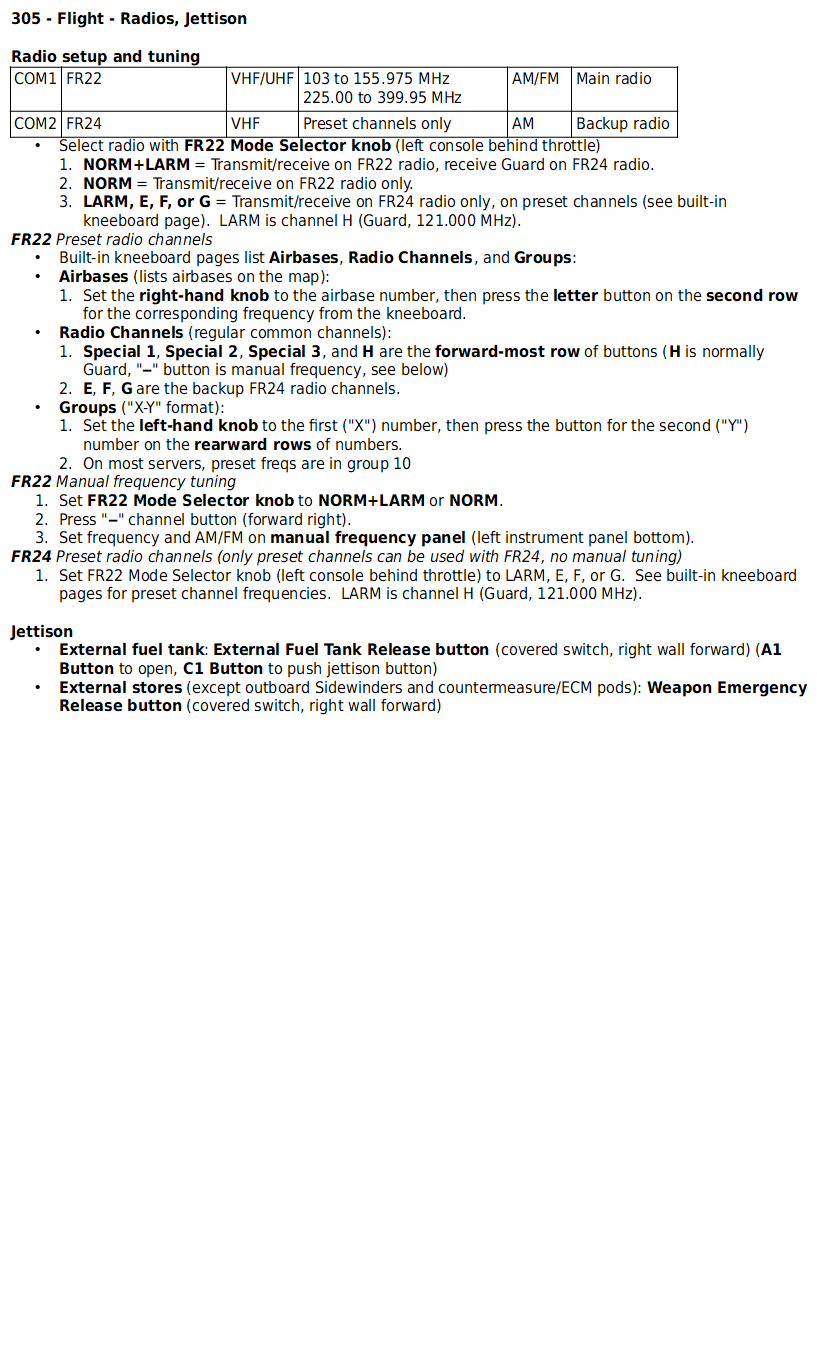 305 - Flight - Radios, Jettison
Radio setup and tuning
COM1 FR22 VHF/UHF 103 to 155.975 MHz AM/FM Main radio
225.00 to 399.95 MHz
COM2 FR24 VHF Preset channels only AM Backup radio
• Select radio with FR22 Mode Selector knob (left console behind throttle)
1. NORM+LARM = Transmit/receive on FR22 radio, receive Guard on FR24 radio.
2. NORM = Transmit/receive on FR22 radio only.
3. LARM, E, F, or G = Transmit/receive on FR24 radio only, on preset channels (see built-in
kneeboard page).  LARM is channel H (Guard, 121.000 MHz).
FR22 Preset radio channels
• Built-in kneeboard pages list Airbases, Radio Channels, and Groups:
• Airbases (lists airbases on the map):
1. Set the right-hand knob to the airbase number, then press the letter button on the second row
for the corresponding frequency from the kneeboard.
• Radio Channels (regular common channels):
1. Special 1, Special 2, Special 3, and H are the forward-most row of buttons (H is normally
Guard, "–" button is manual frequency, see below)
2. E, F, G are the backup FR24 radio channels.
• Groups ("X-Y" format):
1. Set the left-hand knob to the first ("X") number, then press the button for the second ("Y")
number on the rearward rows of numbers.
2. On most servers, preset freqs are in group 10
FR22 Manual frequency tuning
1. Set FR22 Mode Selector knob to NORM+LARM or NORM.
2. Press "–" channel button (forward right).
3. Set frequency and AM/FM on manual frequency panel (left instrument panel bottom).
FR24 Preset radio channels (only preset channels can be used with FR24, no manual tuning)
1. Set FR22 Mode Selector knob (left console behind throttle) to LARM, E, F, or G.  See built-in kneeboard
pages for preset channel frequencies.  LARM is channel H (Guard, 121.000 MHz).
Jettison
• External fuel tank: External Fuel Tank Release button (covered switch, right wall forward) (A1
Button to open, C1 Button to push jettison button)
• External stores (except outboard Sidewinders and countermeasure/ECM pods): Weapon Emergency
Release button (covered switch, right wall forward)